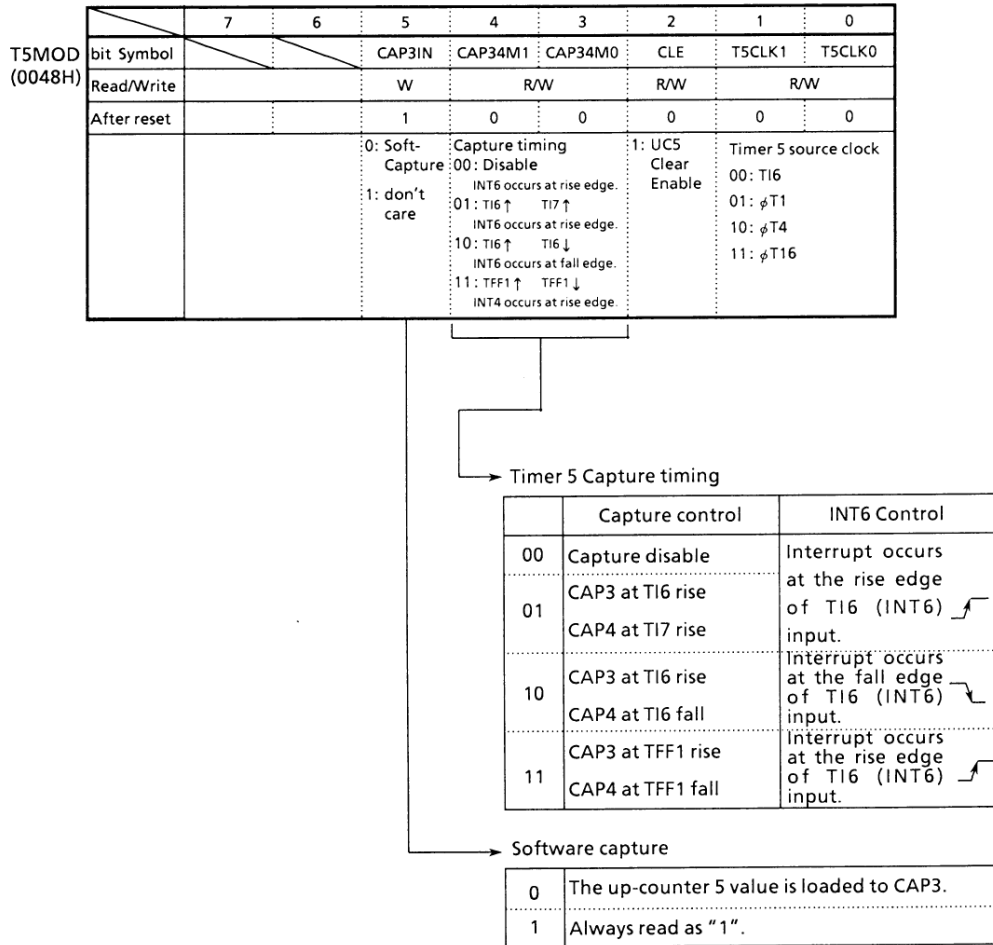 7 6 5 4 3 2 1 0
T5MOD
(0048H)
bit Symbol CAP3IN CAP34M1 CAP34M0 CLE T5CLK1 T5CLK0
Read/Write W R/W R/W R/W
After reset 1 0 0 0 0 0
0: Soft-
Capture
1: don't
care
Capture timing
00: Disable
INT6 occurs at rise edge.
01: TI6↑ TI7↑
INT6 occurs at rise edge.
10: TI6↑ TI6↓
INT6 occurs at fall edge.
11: TFF1↑ TFF1↓
INT4 occurs at rise edge.
1: UC5
Clear
Enable
Timer 5 source clock
00: TI6
01: ϕT1
10: ϕT4
11: ϕT16
Timer 5 Capture timing
Capture control INT6 Control
00 Capture disable
01 CAP3 at TI6 rise
CAP4 at TI7 rise
Interrupt occurs
at the rise edge
of TI6 (INT6)
input.
10 CAP3 at TI6 rise
CAP4 at TI6 fall
Interrupt occurs
at the fall edge
of TI6 (INT6)
input.
11 CAP3 at TFF1 rise
CAP4 at TFF1 fall
Interrupt occurs
at the rise edge
of TI6 (INT6)
input.
Software capture
0 The up-counter 5 value is loaded to CAP3.
1 Always read as "1".